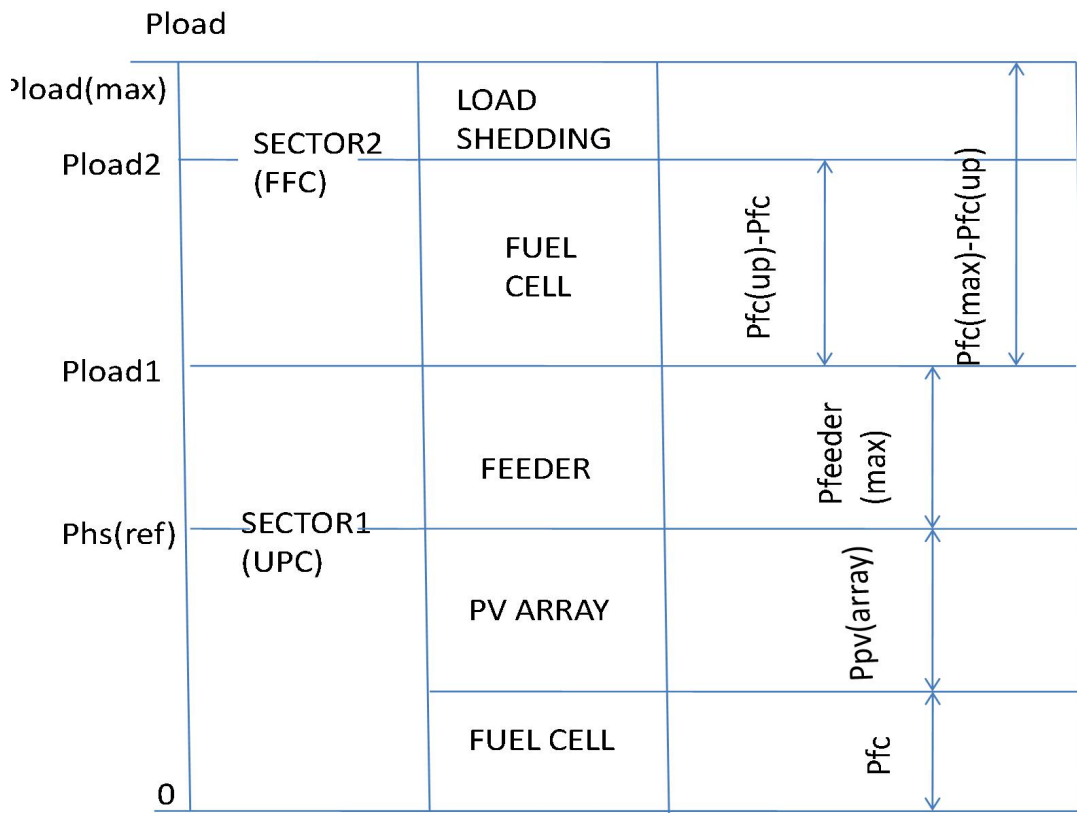 Pload
Pload(max)
LOAD
SHEDDING
Pload2
SECTOR2
(FFC)
FUEL
CELL
Pfc(up)-Pfc
Pfc(max)-Pfc(up)
Pload1
FEEDER
Pfeeder
(max)
Phs(ref)
SECTOR1
(UPC)
PV ARRAY
Ppv(array)
FUEL CELL
Pfc
0